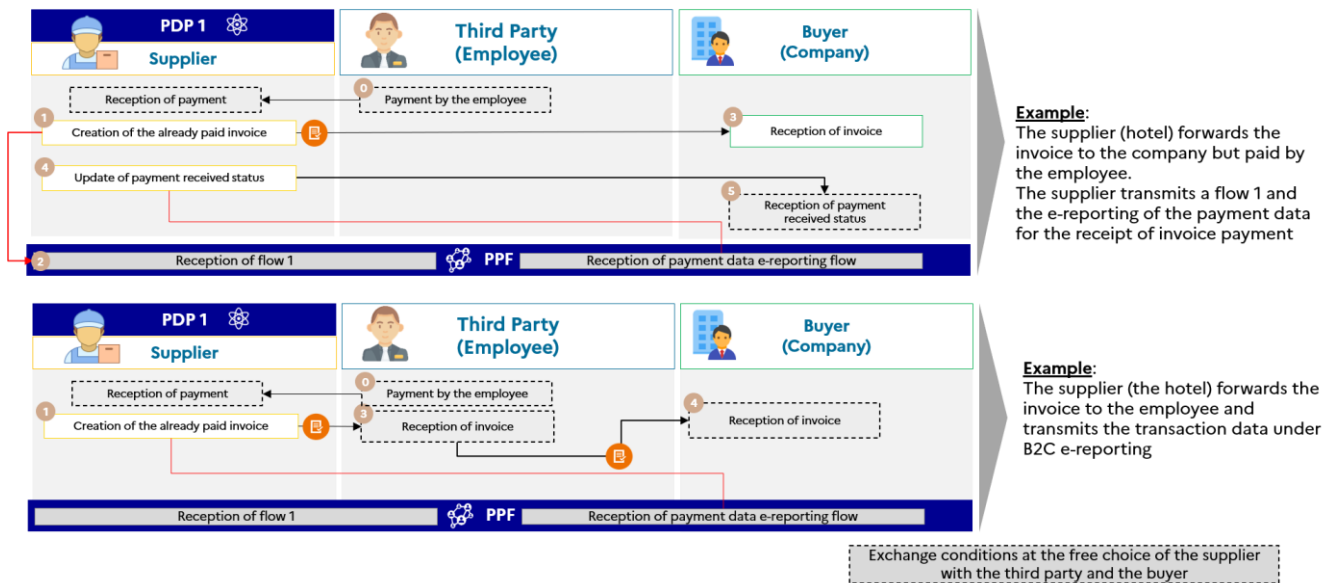 PDP 1
Supplier
Third Party
(Employee)
Buyer
(Company)
0
Reception of payment
Payment by the employee
1
Creation of the already paid invoice
3
Reception of invoice
4
Update of payment received status
5
Reception of payment
received status
2
Reception of flow 1
PPF
Reception of payment data e-reporting flow
Example:
The supplier (hotel) forwards the
invoice to the company but paid by
the employee.
The supplier transmits a flow 1 and
the e-reporting of the payment data
for the receipt of invoice payment
PDP 1
Supplier
Third Party
(Employee)
Buyer
(Company)
0
Reception of payment
Payment by the employee
1
Creation of the already paid invoice
3
Reception of invoice
4
Reception of invoice
Reception of flow 1
PPF
Reception of payment data e-reporting flow
Example:
The supplier (the hotel) forwards the
invoice to the employee and
transmits the transaction data under
B2C e-reporting
Exchange conditions at the free choice of the supplier
with the third party and the buyer